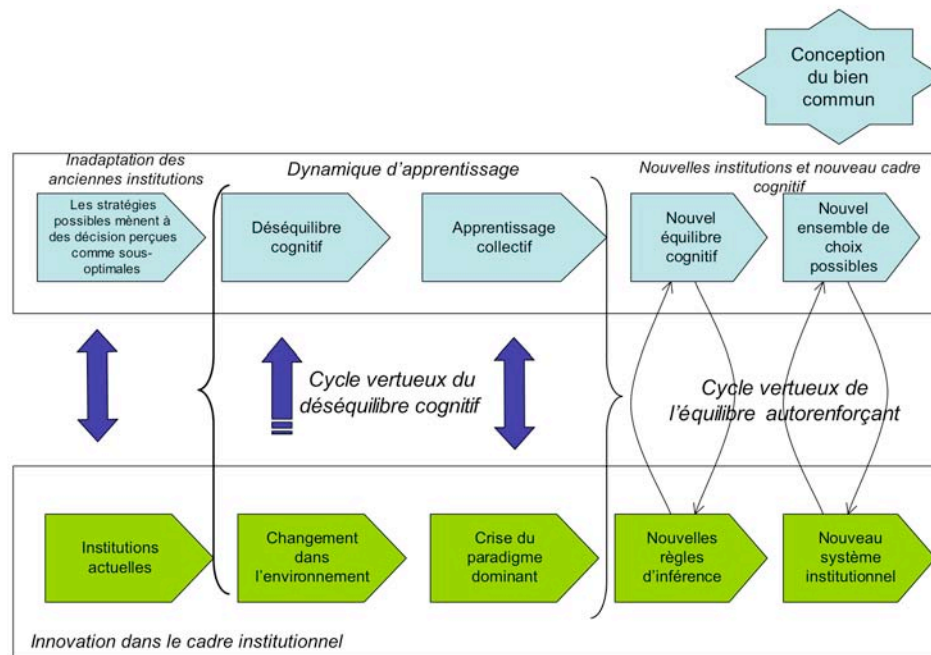 Conception
du bien
commun
Inadaptation des
anciennes institutions
Dynamique d'apprentissage
Nouvelles institutions et nouveau cadre
cognitif
Les stratégies
possibles mènent à
des décision perçues
comme sous-
optimales
Déséquilibre
cognitif
Apprentissage
collectif
Nouvel
équilibre
cognitif
Nouvel
ensemble de
choix
possibles
Cycle vertueux du
déséquilibre cognitif
Cycle vertueux de
l'équilibre autorenforçant
Institutions
actuelles
Changement
dans
l'environnement
Crise du
paradigme
dominant
Nouvelles
règles
d'inférence
Nouveau
système
institutionnel
Innovation dans le cadre institutionnel